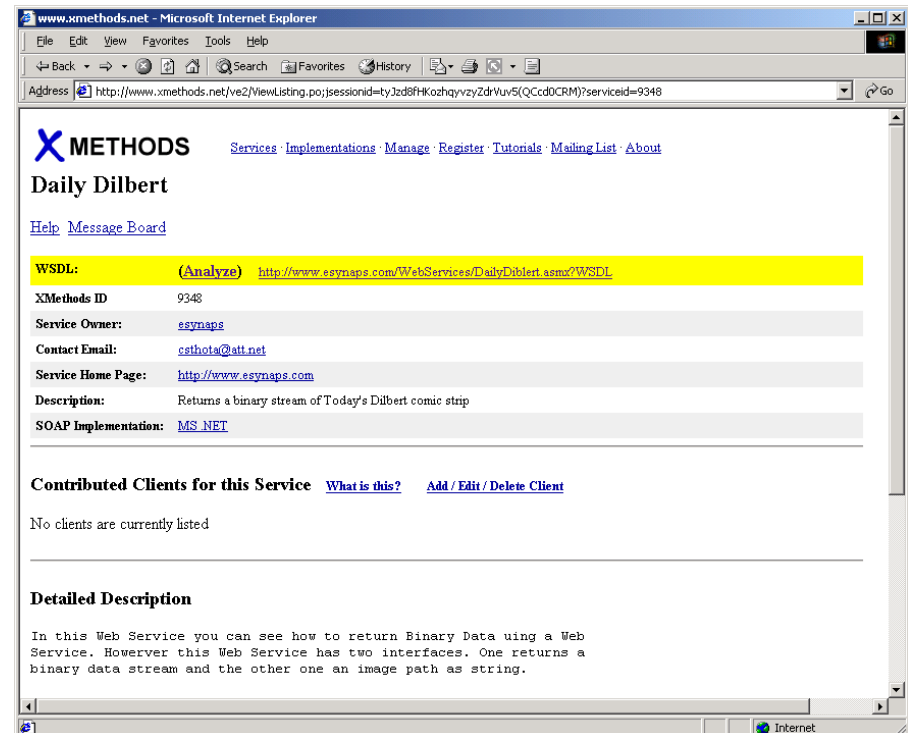 www.xmethods.net - Microsoft Internet Explorer
File Edit View Favorites Tools Help
Back Search Favorites History
Address http://www.xmethods.net/ve2/ViewListing.po;jsessionid=tyJzd8fHKozhqyvzyZdrVuv5(QCcd0CRM)?serviceid=9348 Go
X METHODS Services · Implementations · Manage · Register · Tutorials · Mailing List · About
Daily Dilbert
Help Message Board
WSDL: (Analyze) http://www.esynaps.com/WebServices/DailyDiblert.asmx?WSDL
XMethods ID 9348
Service Owner: esynaps
Contact Email: csthota@att.net
Service Home Page: http://www.esynaps.com
Description: Returns a binary stream of Today's Dilbert comic strip
SOAP Implementation: MS .NET
Contributed Clients for this Service What is this? Add / Edit / Delete Client
No clients are currently listed
Detailed Description
In this Web Service you can see how to return Binary Data uing a Web
Service. Howerver this Web Service has two interfaces. One returns a
binary data stream and the other one an image path as string.
Internet